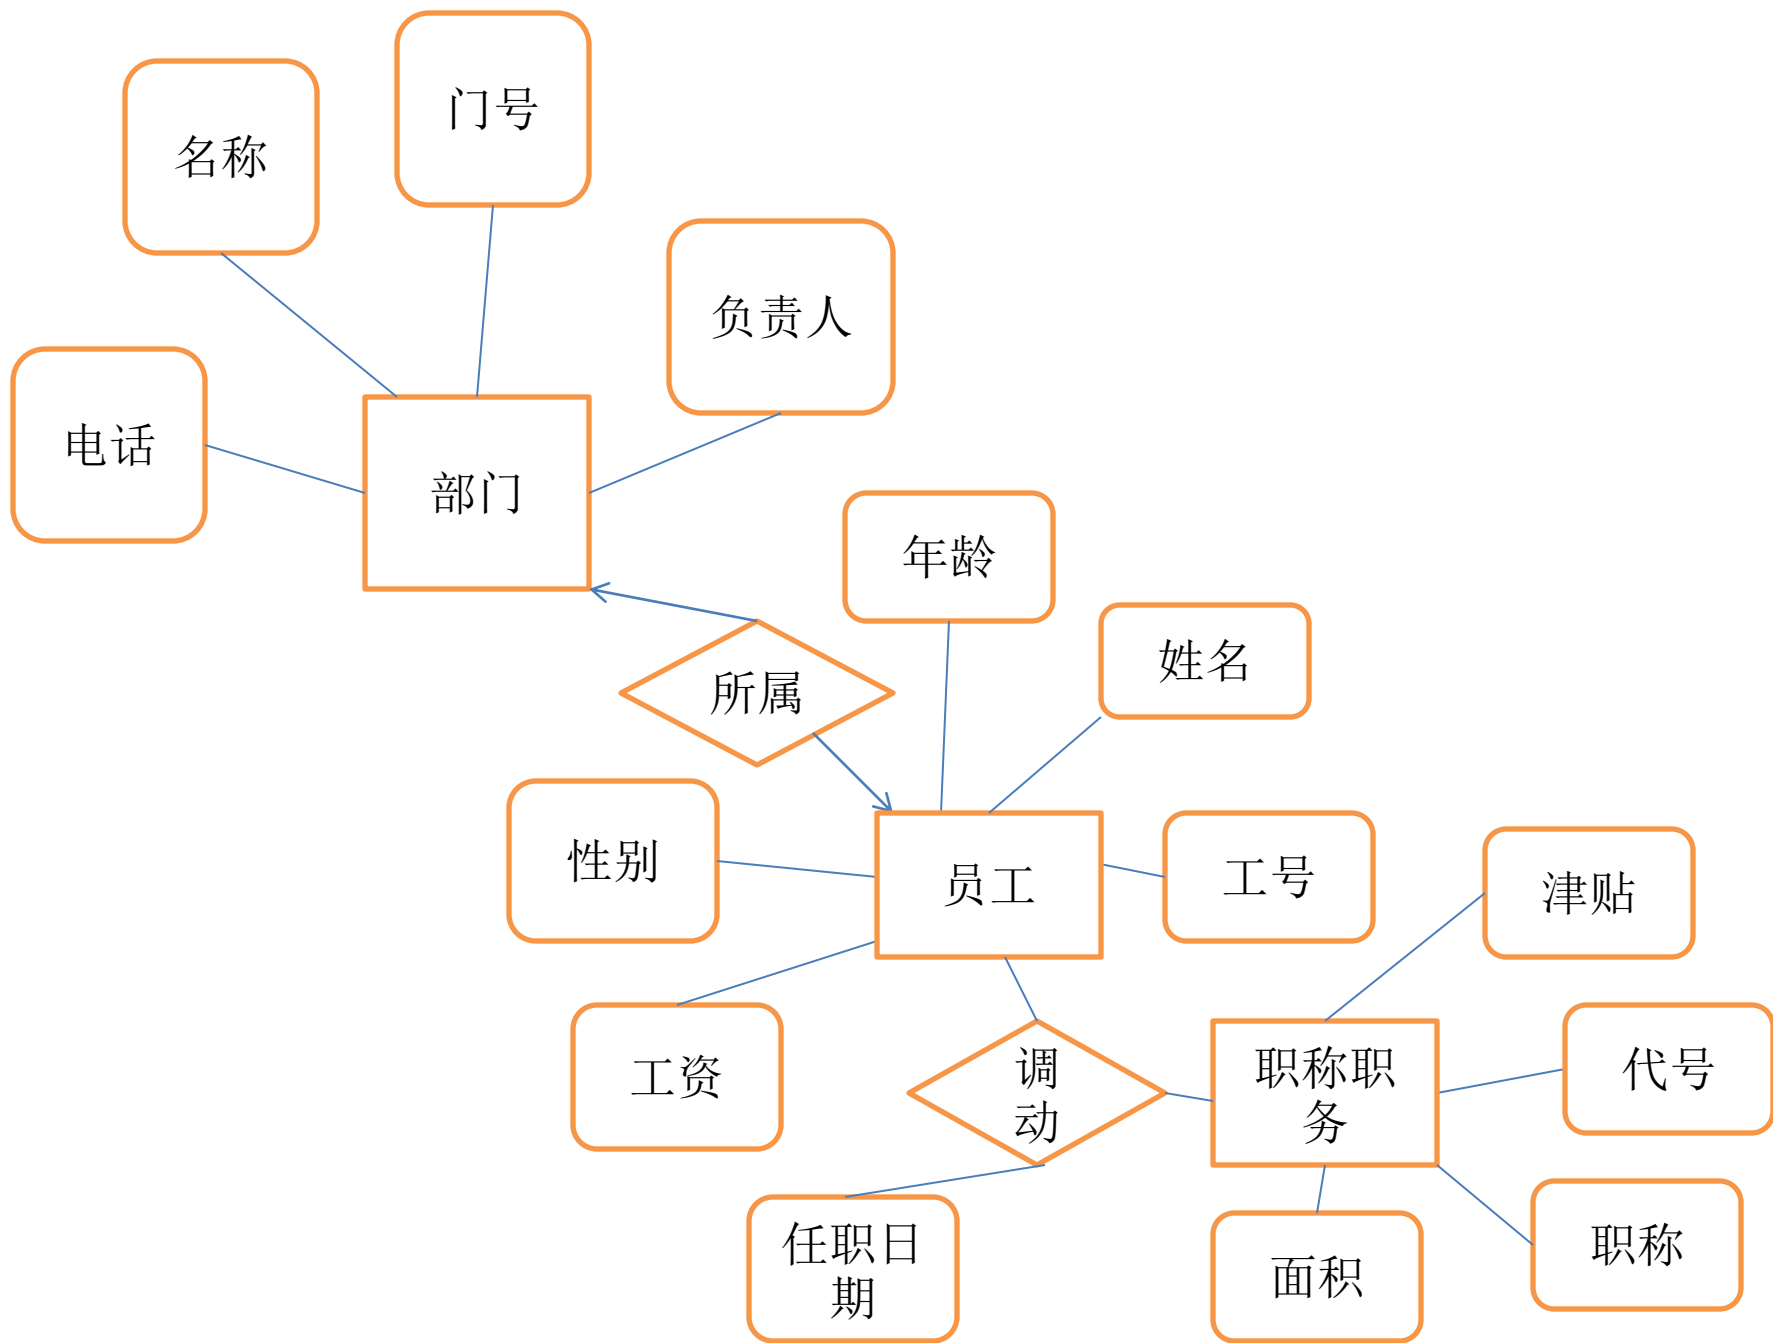 门号
名称
负责人
电话
部门
年龄
姓名
所属
性别
员工
工号
津贴
工资
调
动
职称职
务
代号
任职日
期
面积
职称